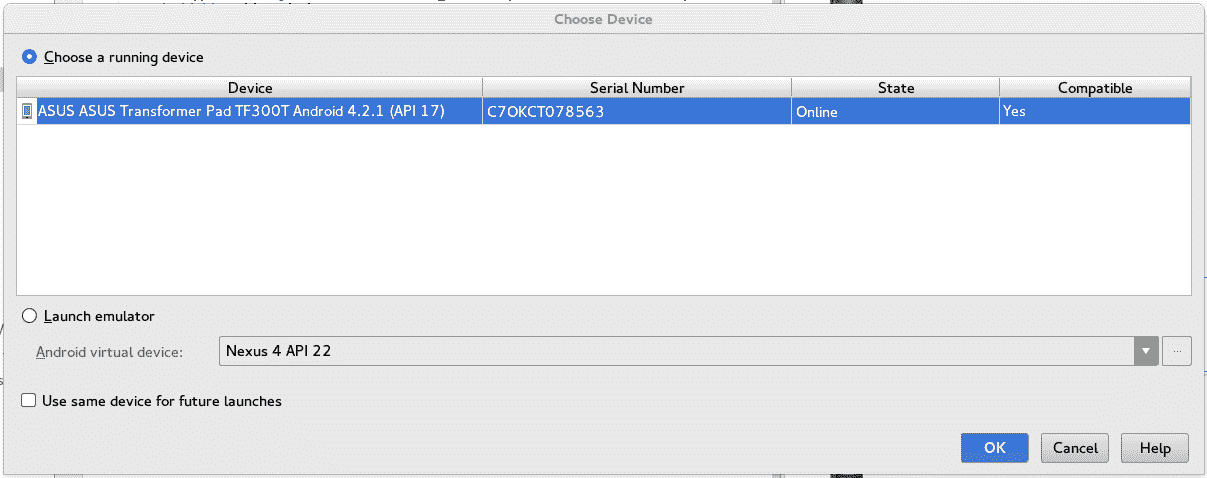 Choose Device
Choose a running device
Device Serial Number State Compatible
ASUS ASUS Transformer Pad TF300T Android 4.2.1 (API 17) C7OKCT078563 Online Yes
Launch emulator
Android virtual device: Nexus 4 API 22 ...
Use same device for future launches
OK Cancel Help